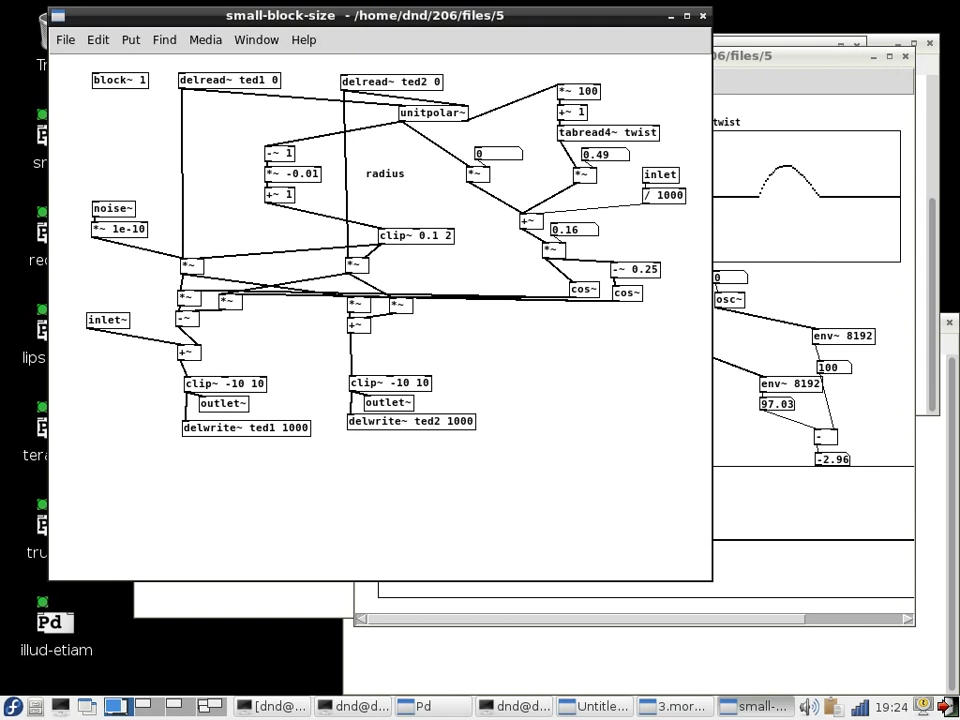 small-block-size - /home/dnd/206/files/5
File Edit Put Find Media Window Help
block~ 1
delread~ ted1 0
delread~ ted2 0
*~ 100
unitpolar~
+~ 1
tabread4~ twist
-~ 1
*~ -0.01
+~ 1
radius
0
0.49
*~
*~
inlet
/ 1000
noise~
*~ 1e-10
clip~ 0.1 2
+~
0.16
*~
*~
*~
-~ 0.25
cos~
cos~
*~
*~
*~
*~
inlet~
-~
+~
+~
clip~ -10 10
clip~ -10 10
outlet~
outlet~
delwrite~ ted1 1000
delwrite~ ted2 1000
06/files/5
twist
0
osc~
env~ 8192
100
env~ 8192
97.03
-
-2.96
Tr
Pd
sr
Pd
rec
lips
tera
tru
Pd
illud-etiam
[dnd@...
dnd@d...
Pd
dnd@d...
Untitle...
3.mor...
small-...
19:24